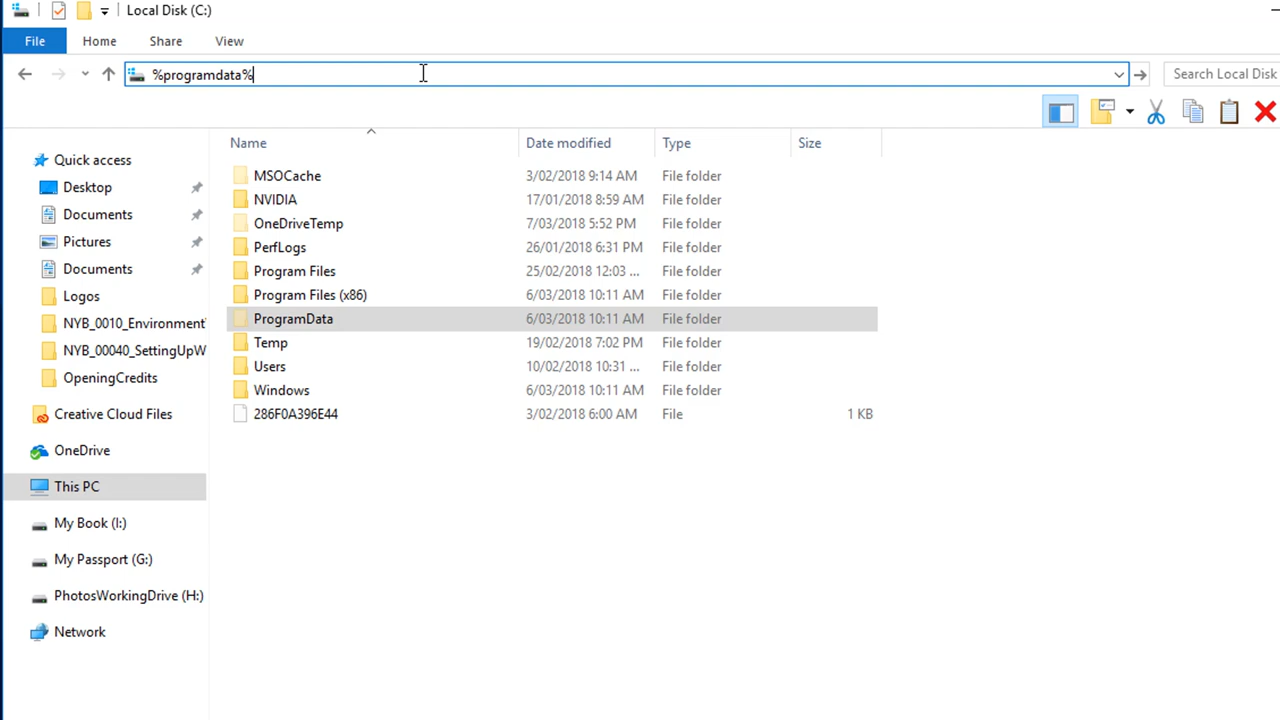 Local Disk (C:)
File Home Share View
%programdata%
Search Local Disk
Name Date modified Type Size
Quick access
Desktop
Documents
Pictures
Documents
Logos
NYB_0010_Environment
NYB_00040_SettingUpW
OpeningCredits
Creative Cloud Files
OneDrive
This PC
My Book (I:)
My Passport (G:)
PhotosWorkingDrive (H:)
Network
MSOCache 3/02/2018 9:14 AM File folder
NVIDIA 17/01/2018 8:59 AM File folder
OneDriveTemp 7/03/2018 5:52 PM File folder
PerfLogs 26/01/2018 6:31 PM File folder
Program Files 25/02/2018 12:03 ... File folder
Program Files (x86) 6/03/2018 10:11 AM File folder
ProgramData 6/03/2018 10:11 AM File folder
Temp 19/02/2018 7:02 PM File folder
Users 10/02/2018 10:31 ... File folder
Windows 6/03/2018 10:11 AM File folder
286F0A396E44 3/02/2018 6:00 AM File 1 KB